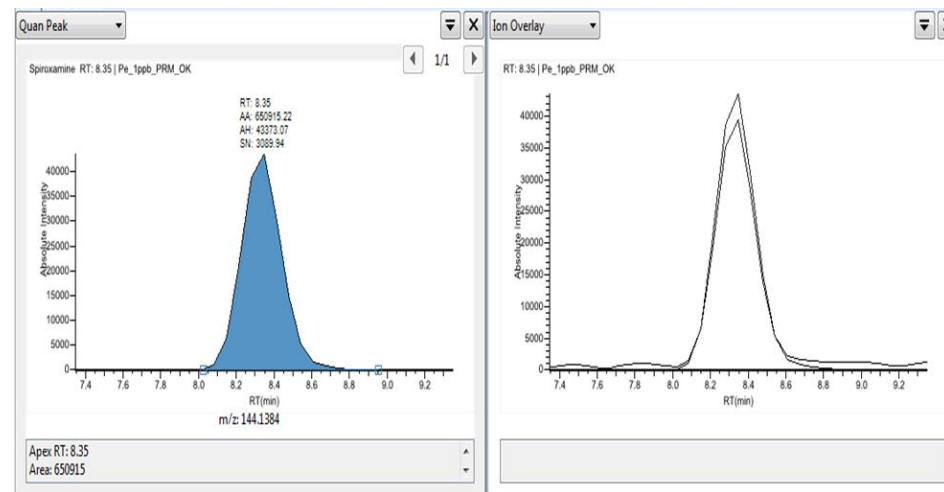 Quan Peak
1/1
Spiroxamine RT: 8.35 | Pe_1ppb_PRM_OK
RT: 8.35
AA: 650915.22
AH: 43373.07
SN: 3089.94
Absolute Intensity
40000
35000
30000
25000
20000
15000
10000
5000
0
7.4 7.6 7.8 8.0 8.2 8.4 8.6 8.8 9.0 9.2
RT(min)
m/z: 144.1384
Apex RT: 8.35
Area: 650915
Ion Overlay
RT: 8.35 | Pe_1ppb_PRM_OK
Absolute Intensity
40000
35000
30000
25000
20000
15000
10000
5000
0
7.4 7.6 7.8 8.0 8.2 8.4 8.6 8.8 9.0 9.2
RT(min)